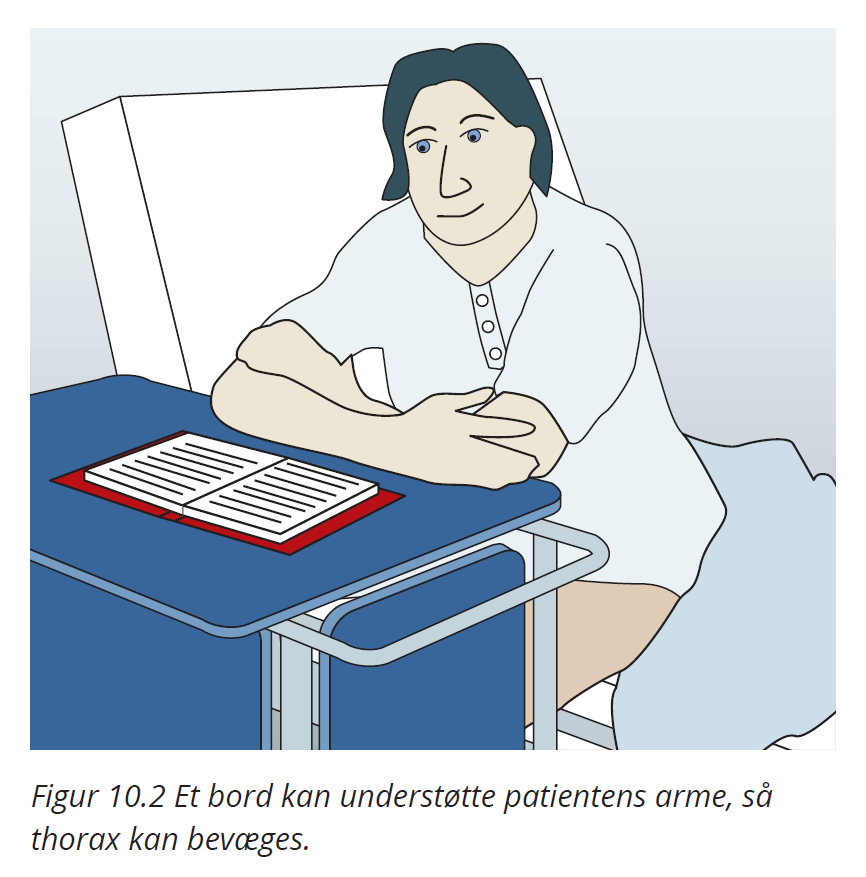 Figur 10.2 Et bord kan understøtte patientens arme, så
thorax kan bevæges.